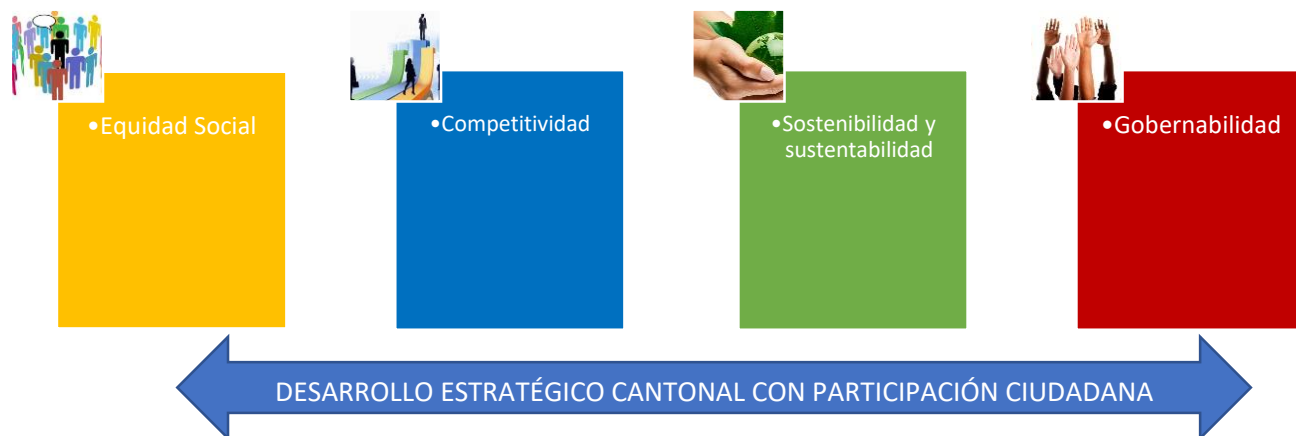 •Equidad Social
•Competitividad
•Sostenibilidad y
sustentabilidad
•Gobernabilidad
DESARROLLO ESTRATÉGICO CANTONAL CON PARTICIPACIÓN CIUDADANA